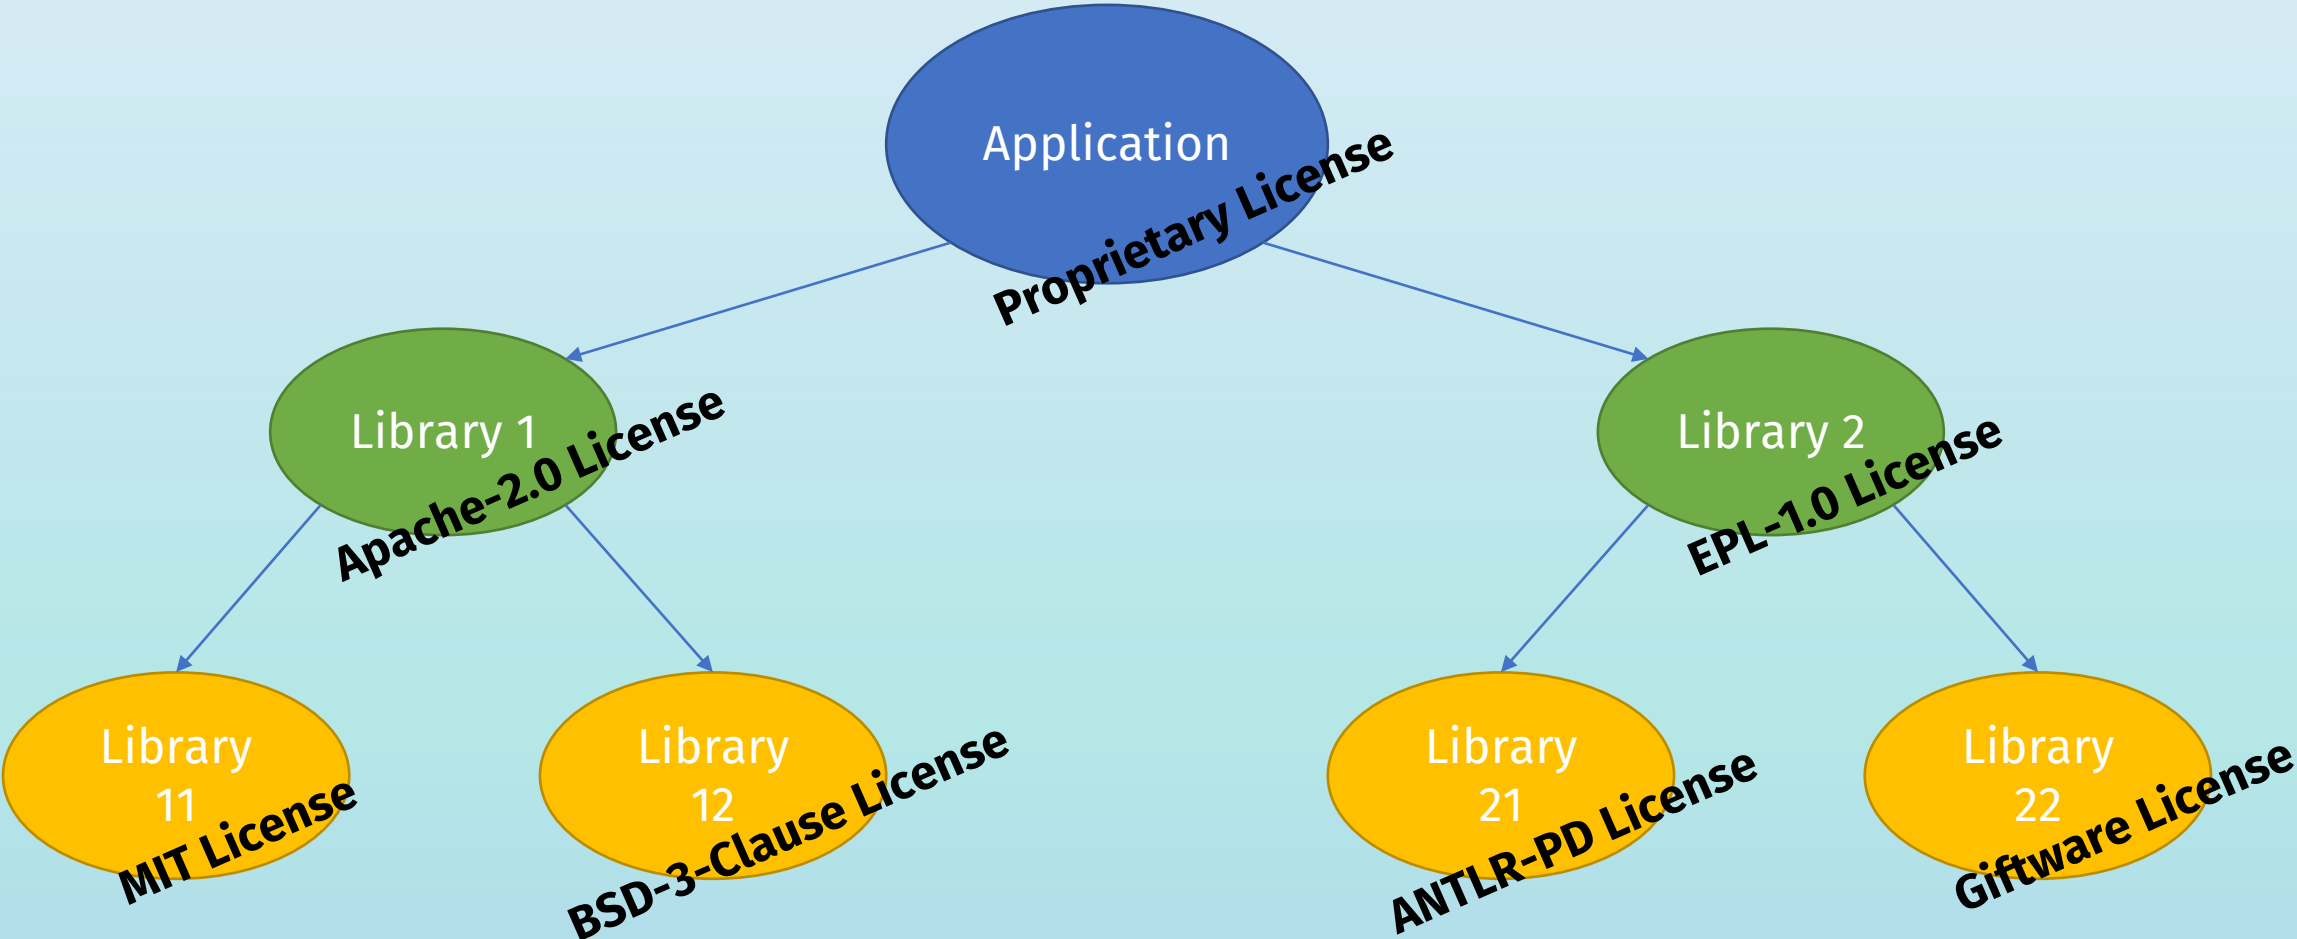 Application
Proprietary License
Library 1
Apache-2.0 License
Library 2
EPL-1.0 License
Library
11
MIT License
Library
12
BSD-3-Clause License
Library
21
ANTLR-PD License
Library
22
Giftware License